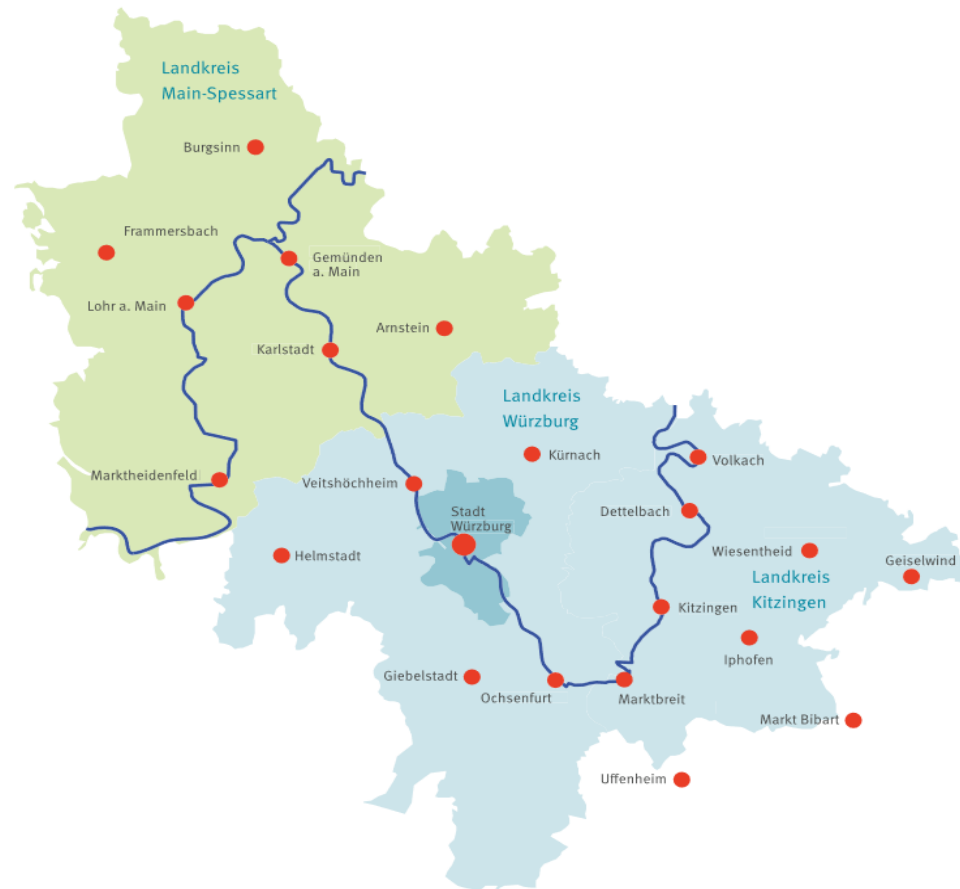 Landkreis
Main-Spessart
Burgsinn
Frammersbach
Gemünden
a. Main
Lohr a. Main
Arnstein
Karlstadt
Landkreis
Würzburg
Kürnach
Volkach
Marktheidenfeld
Veitshöchheim
Stadt
Würzburg
Dettelbach
Helmstadt
Wiesentheid
Geiselwind
Landkreis
Kitzingen
Kitzingen
Iphofen
Giebelstadt
Ochsenfurt
Marktbreit
Markt Bibart
Uffenheim